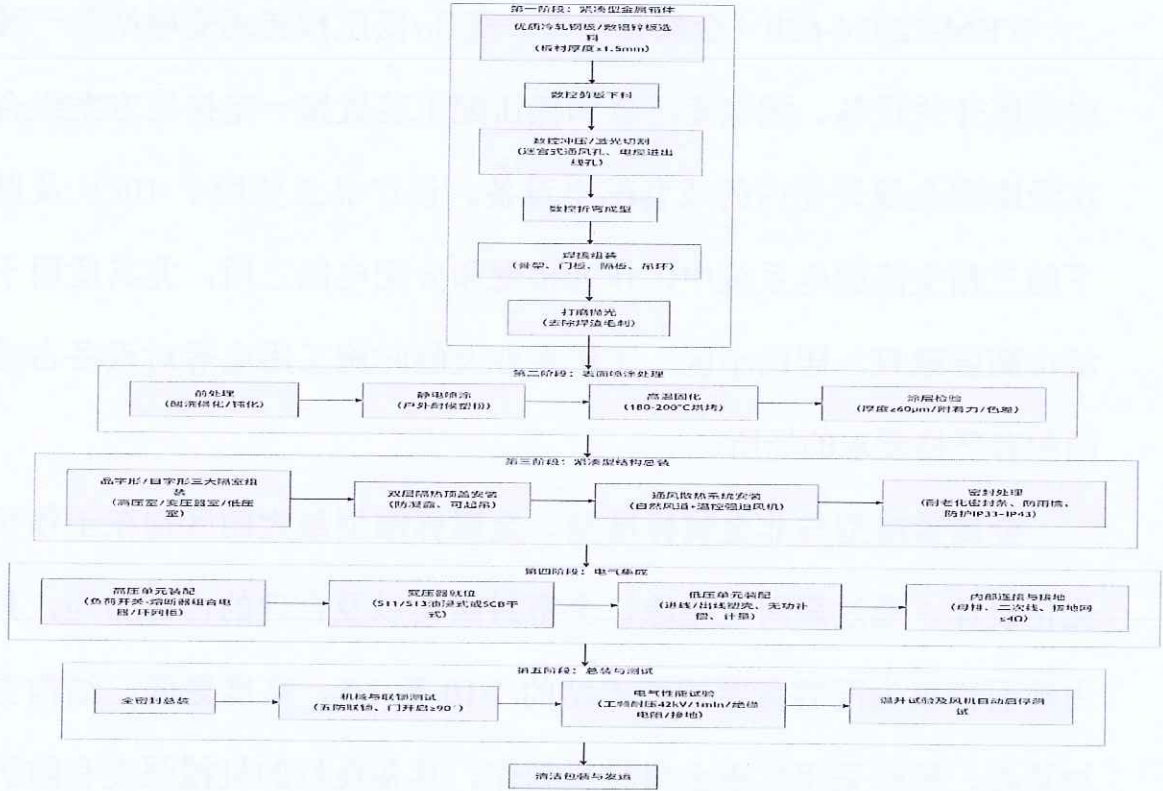 第一阶段：紧凑型金属箱体
优质冷轧钢板/敷铝锌板选
料
(板材厚度≥1.5mm)
数控剪板下料
数控冲压/激光切割
(迷宫式通风孔、电缆进出
线孔)
数控折弯成型
焊接组装
(骨架、门板、隔板、吊环)
打磨抛光
(去除焊渣毛刺)
第二阶段：表面喷涂处理
前处理
(酸洗磷化/钝化)
静电喷涂
(户外耐候塑粉)
高温固化
(180-200°C烘烤)
涂层检验
(厚度≥60μm/附着力/色差)
第三阶段：紧凑型结构总装
品字形/目字形三大隔室组
装
(高压室/变压器室/低压
室)
双层隔热顶盖安装
(防凝露、可起吊)
通风散热系统安装
(自然风道+温控强迫风机)
密封处理
(耐老化密封条、防雨檐，
防护IP33-IP43)
第四阶段：电气集成
高压单元装配
(负荷开关-熔断器组合电
器/环网柜)
变压器就位
(S11/S13油浸式或SCB干
式)
低压单元装配
(进线/出线塑壳、无功补
偿、计量)
内部连接与接地
(母排、二次线、接地网
≤4Ω)
第五阶段：总装与测试
全密封总装
机械与联锁测试
(五防联锁、门开启≥90°)
电气性能试验
(工频耐压42kV/1min/绝缘
电阻/接地)
温升试验及风机自动启停测
试
清洁包装与发运